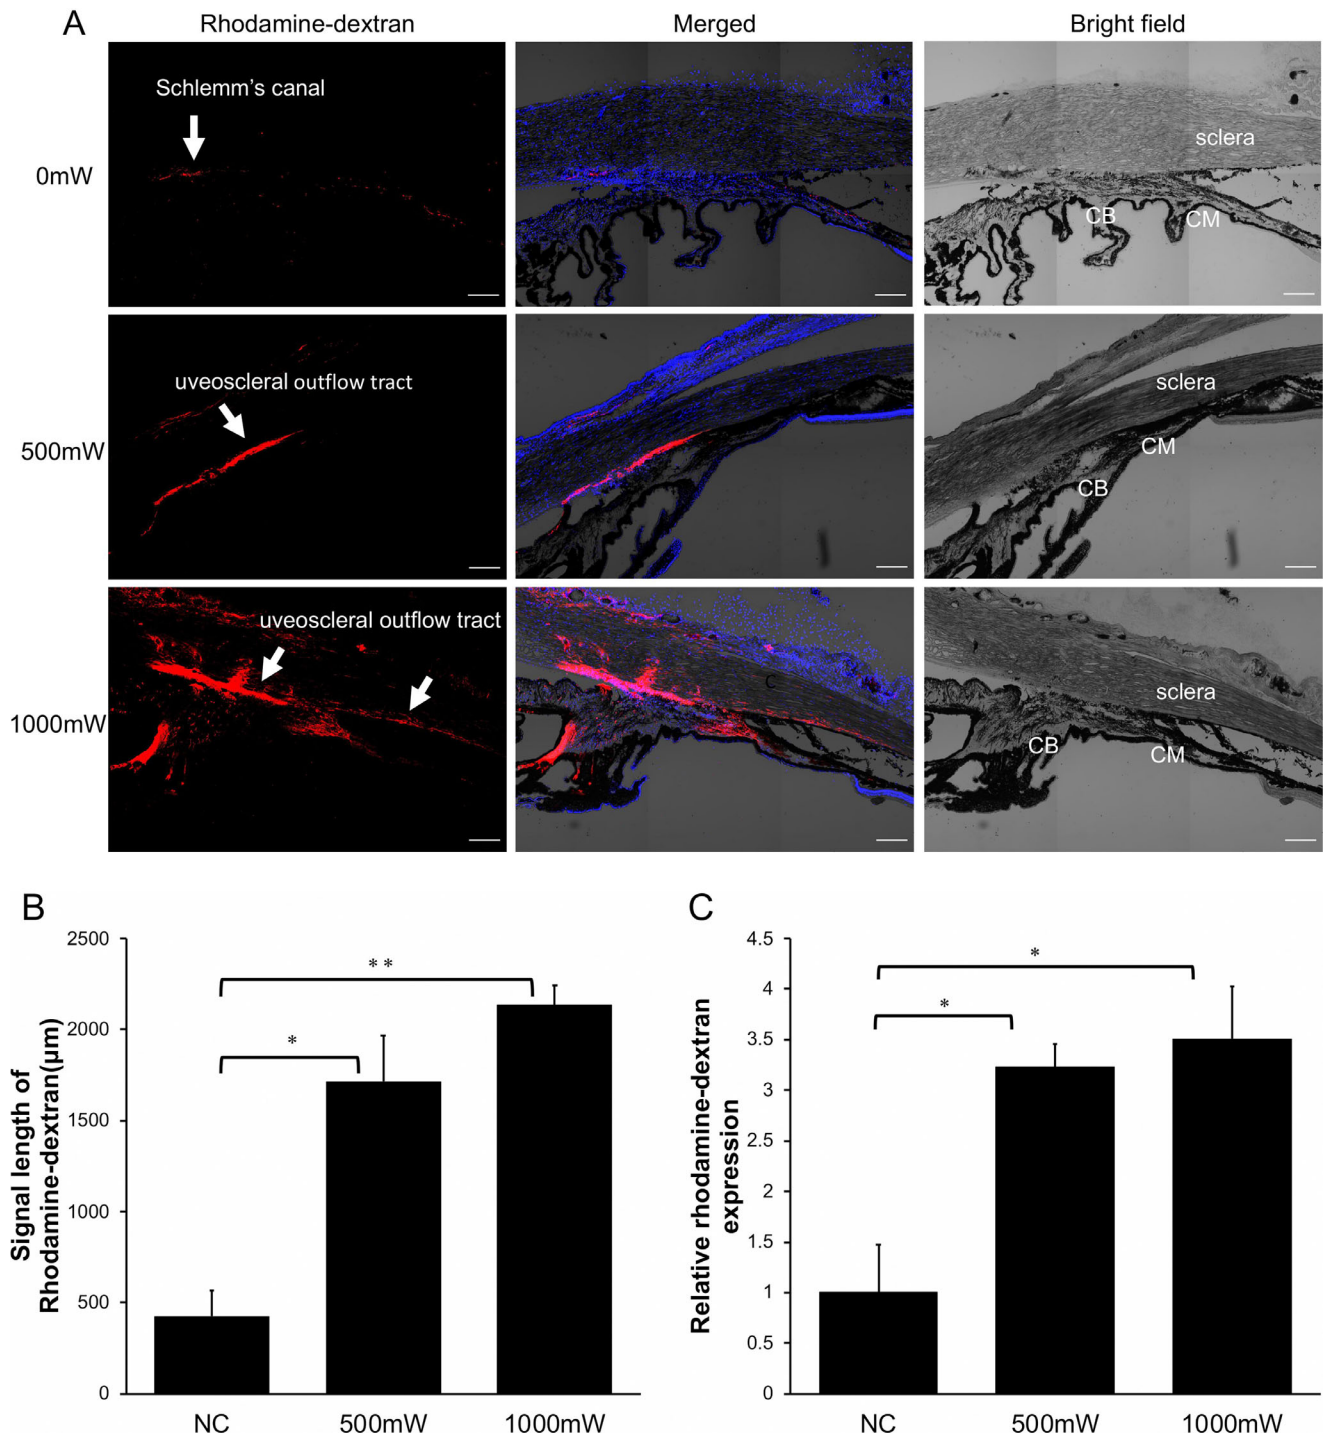 A
Rhodamine-dextran
Merged
Bright field
Schlemm's canal
0mW
sclera
CB
CM
uveoscleral outflow tract
500mW
sclera
CM
CB
uveoscleral outflow tract
1000mW
C
sclera
CB
CM
B
2500
2000
1500
1000
500
0
Signal length of
Rhodamine-dextran(μm)
*
**
NC
500mW
1000mW
C
4.5
4
3.5
3
2.5
2
1.5
1
0.5
0
Relative rhodamine-dextran
expression
*
*
NC
500mW
1000mW